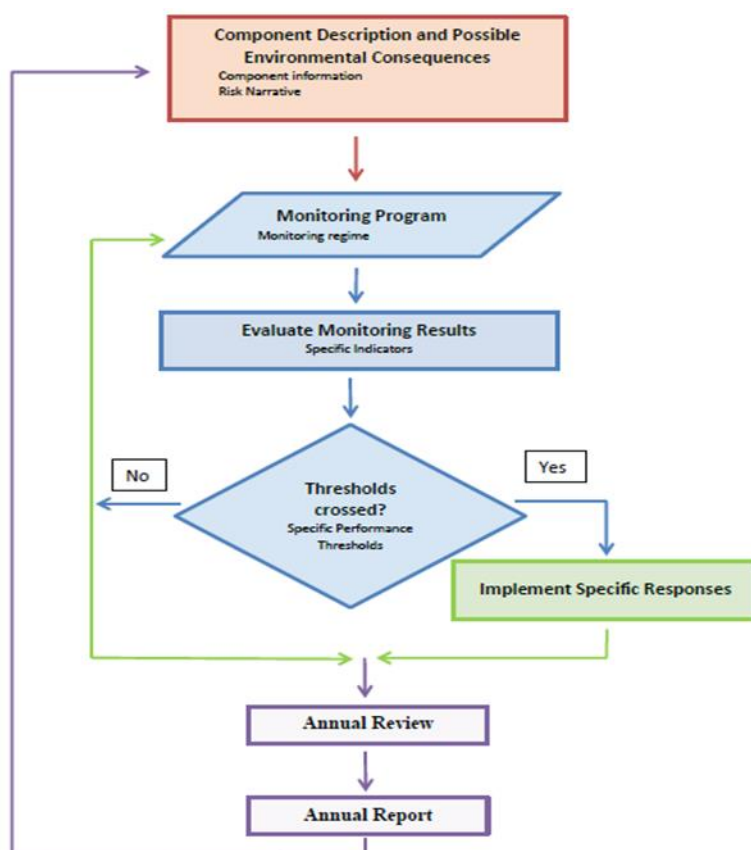 Component Description and Possible
Environmental Consequences
Component information
Risk Narrative
Monitoring Program
Monitoring regime
Evaluate Monitoring Results
Specific Indicators
No
Yes
Thresholds
crossed?
Specific Performance
Thresholds
Implement Specific Responses
Annual Review
Annual Report